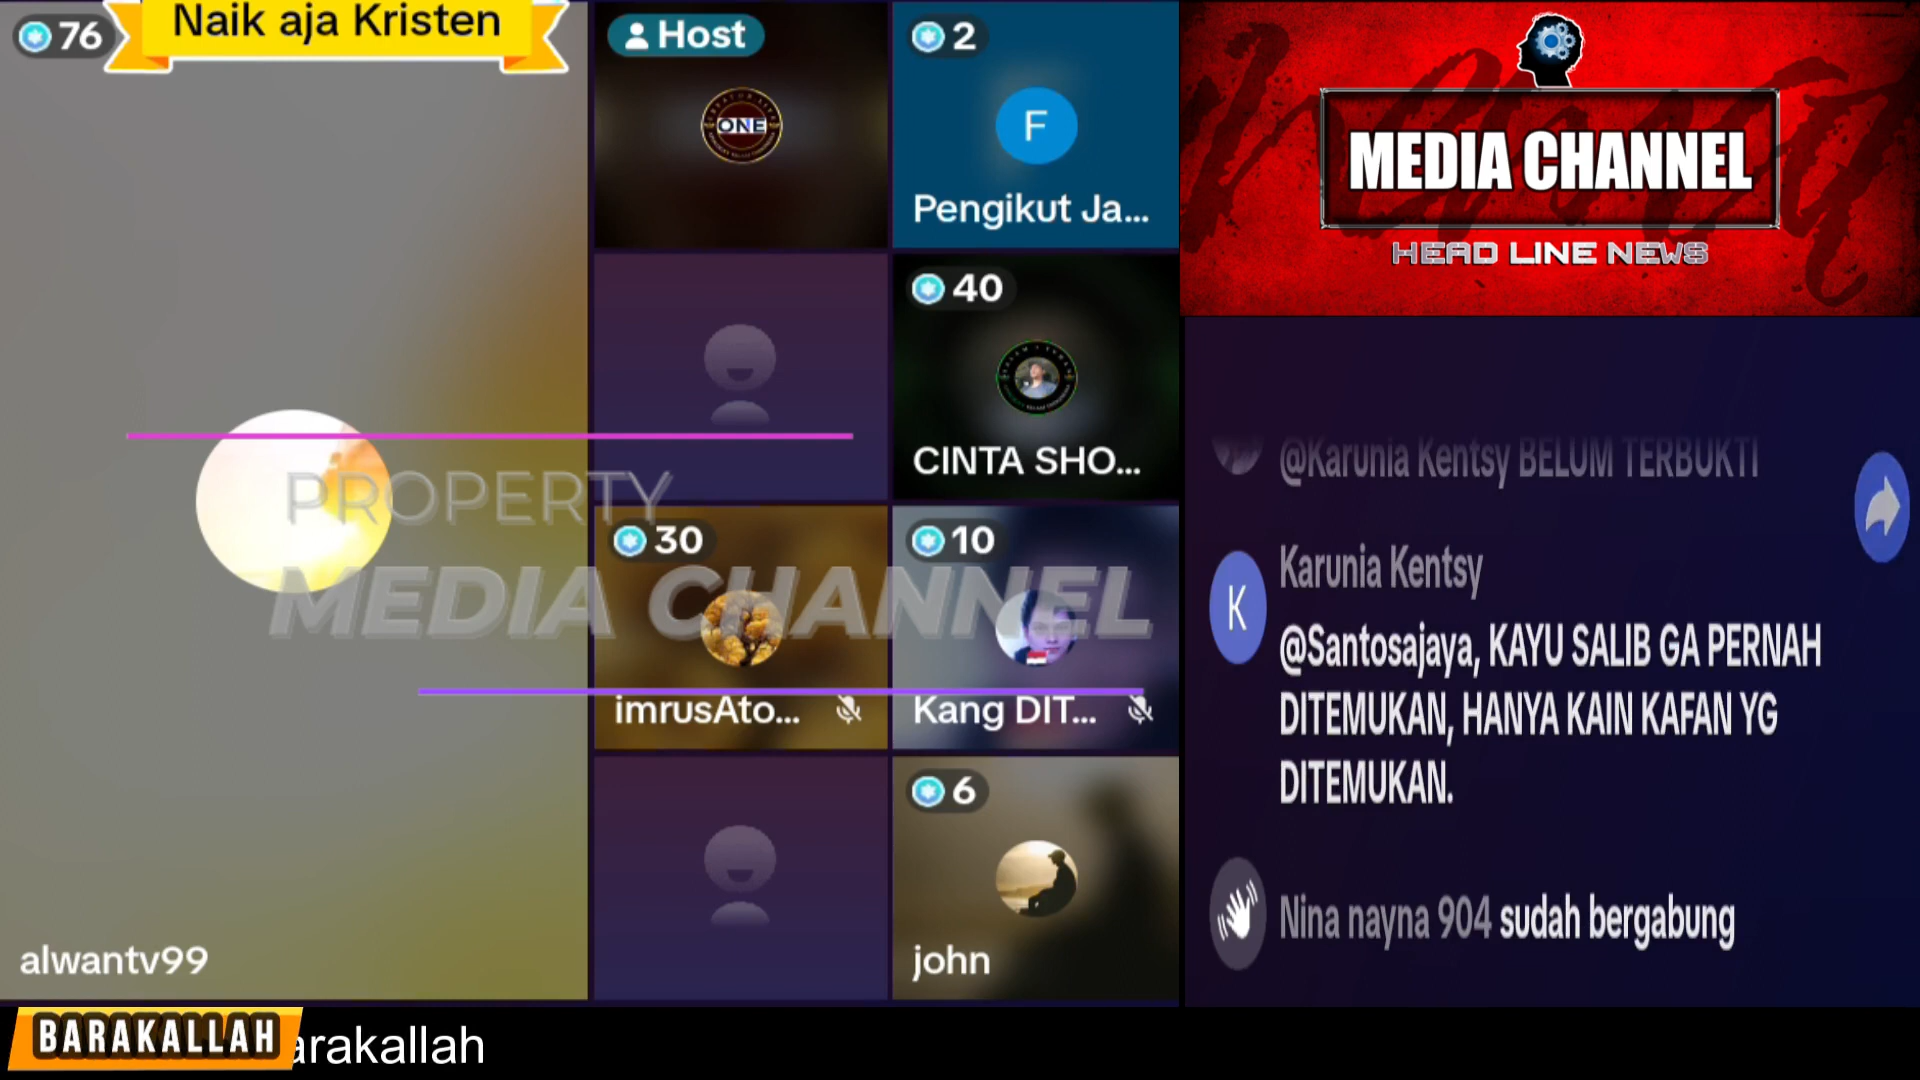 76
Naik aja Kristen
Host
ONE
2
F
Pengikut Ja...
MEDIA CHANNEL
HEAD LINE NEWS
40
CINTA SHO...
PROPERTY
MEDIA CHANNEL
30
imrusAto...
10
Kang DIT...
6
john
alwantv99
@Karunia Kentsy BELUM TERBUKTI
K
Karunia Kentsy
@Santosajaya, KAYU SALIB GA PERNAH
DITEMUKAN, HANYA KAIN KAFAN YG
DITEMUKAN.
Nina nayna 904 sudah bergabung
BARAKALLAH
arakallah